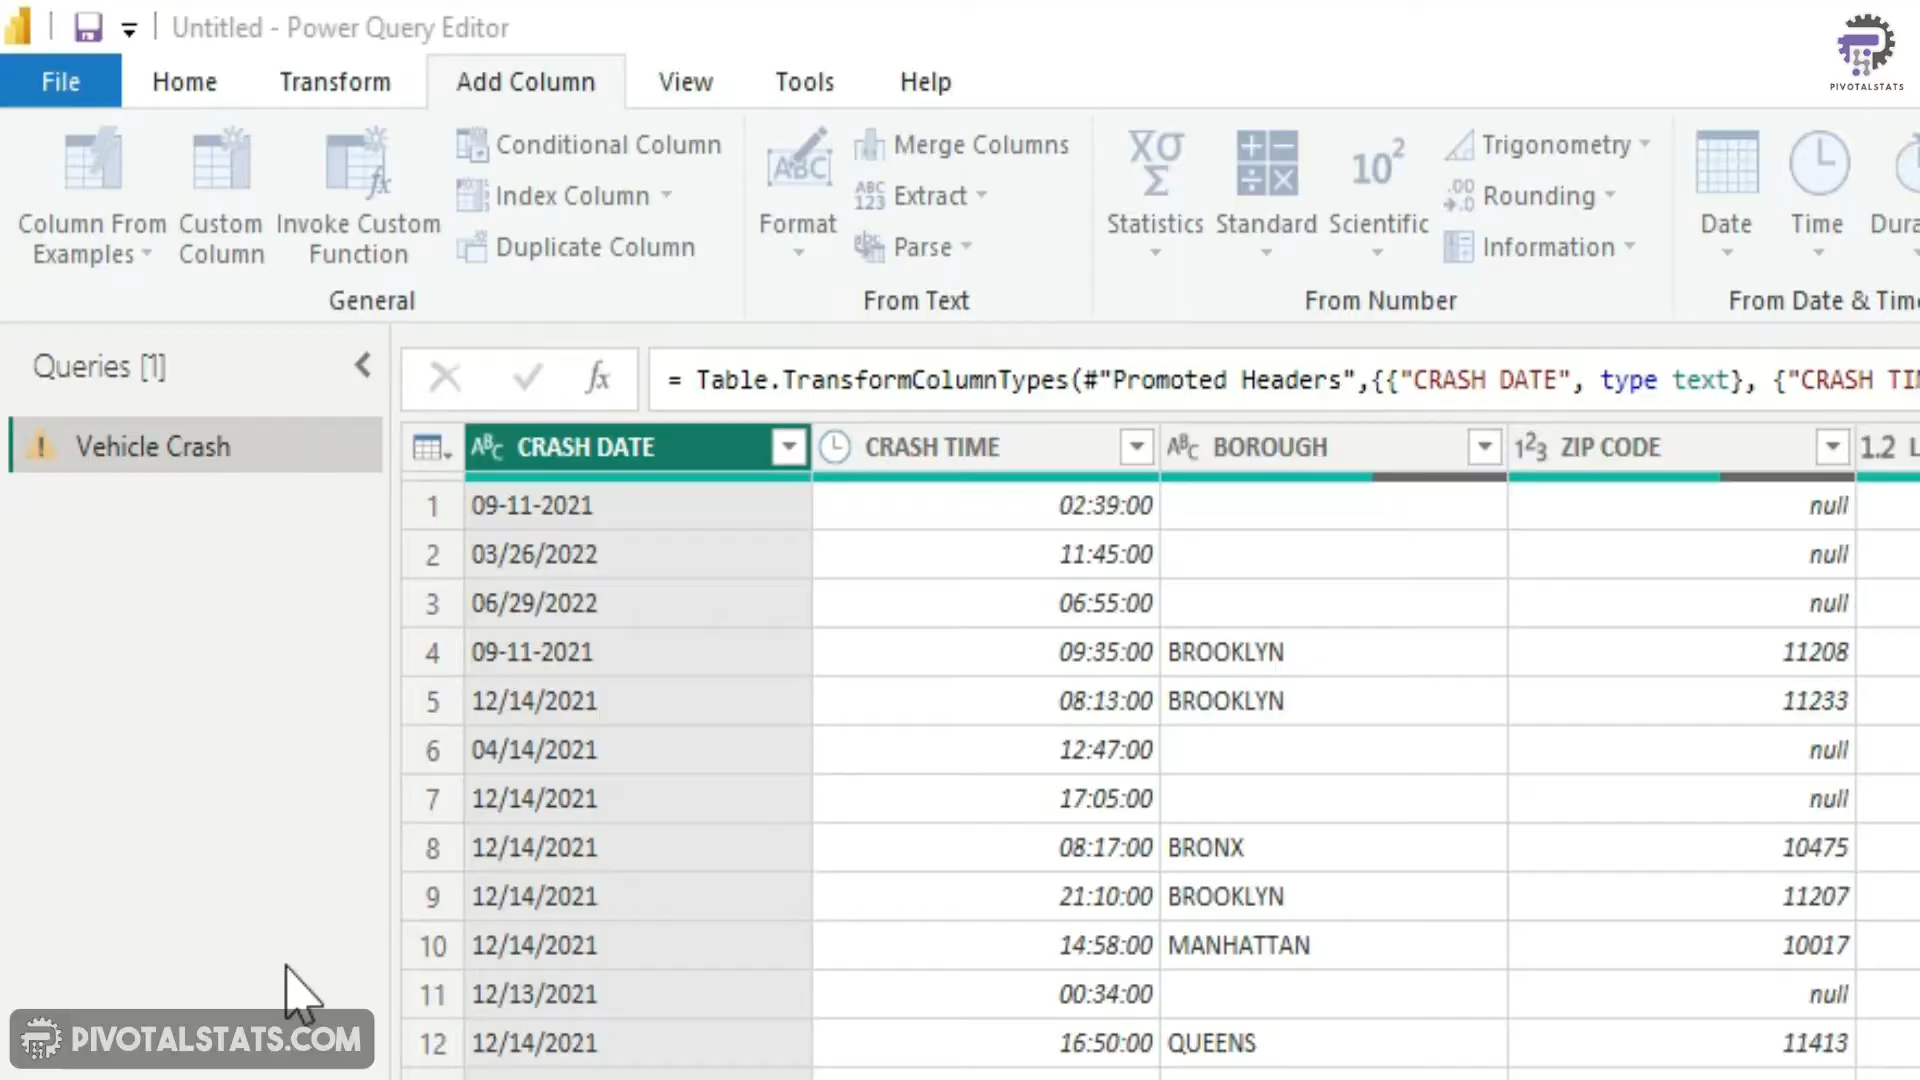 Untitled - Power Query Editor
PIVOTALSTATS
File Home Transform Add Column View Tools Help
Column From Examples
Custom Column
Invoke Custom Function
Conditional Column
Index Column
Duplicate Column
General
Format
Merge Columns
Extract
Parse
From Text
Statistics
Standard
Scientific
Trigonometry
Rounding
Information
From Number
Date
Time
From Date &
Queries [1]
fx = Table.TransformColumnTypes(#"Promoted Headers",{{"CRASH DATE", type text}, {"CRASH
Vehicle Crash
CRASH DATE CRASH TIME BOROUGH ZIP CODE
1 09-11-2021 02:39:00 null
2 03/26/2022 11:45:00 null
3 06/29/2022 06:55:00 null
4 09-11-2021 09:35:00 BROOKLYN 11208
5 12/14/2021 08:13:00 BROOKLYN 11233
6 04/14/2021 12:47:00 null
7 12/14/2021 17:05:00 null
8 12/14/2021 08:17:00 BRONX 10475
9 12/14/2021 21:10:00 BROOKLYN 11207
10 12/14/2021 14:58:00 MANHATTAN 10017
11 12/13/2021 00:34:00 null
12 12/14/2021 16:50:00 QUEENS 11413
PIVOTALSTATS.COM